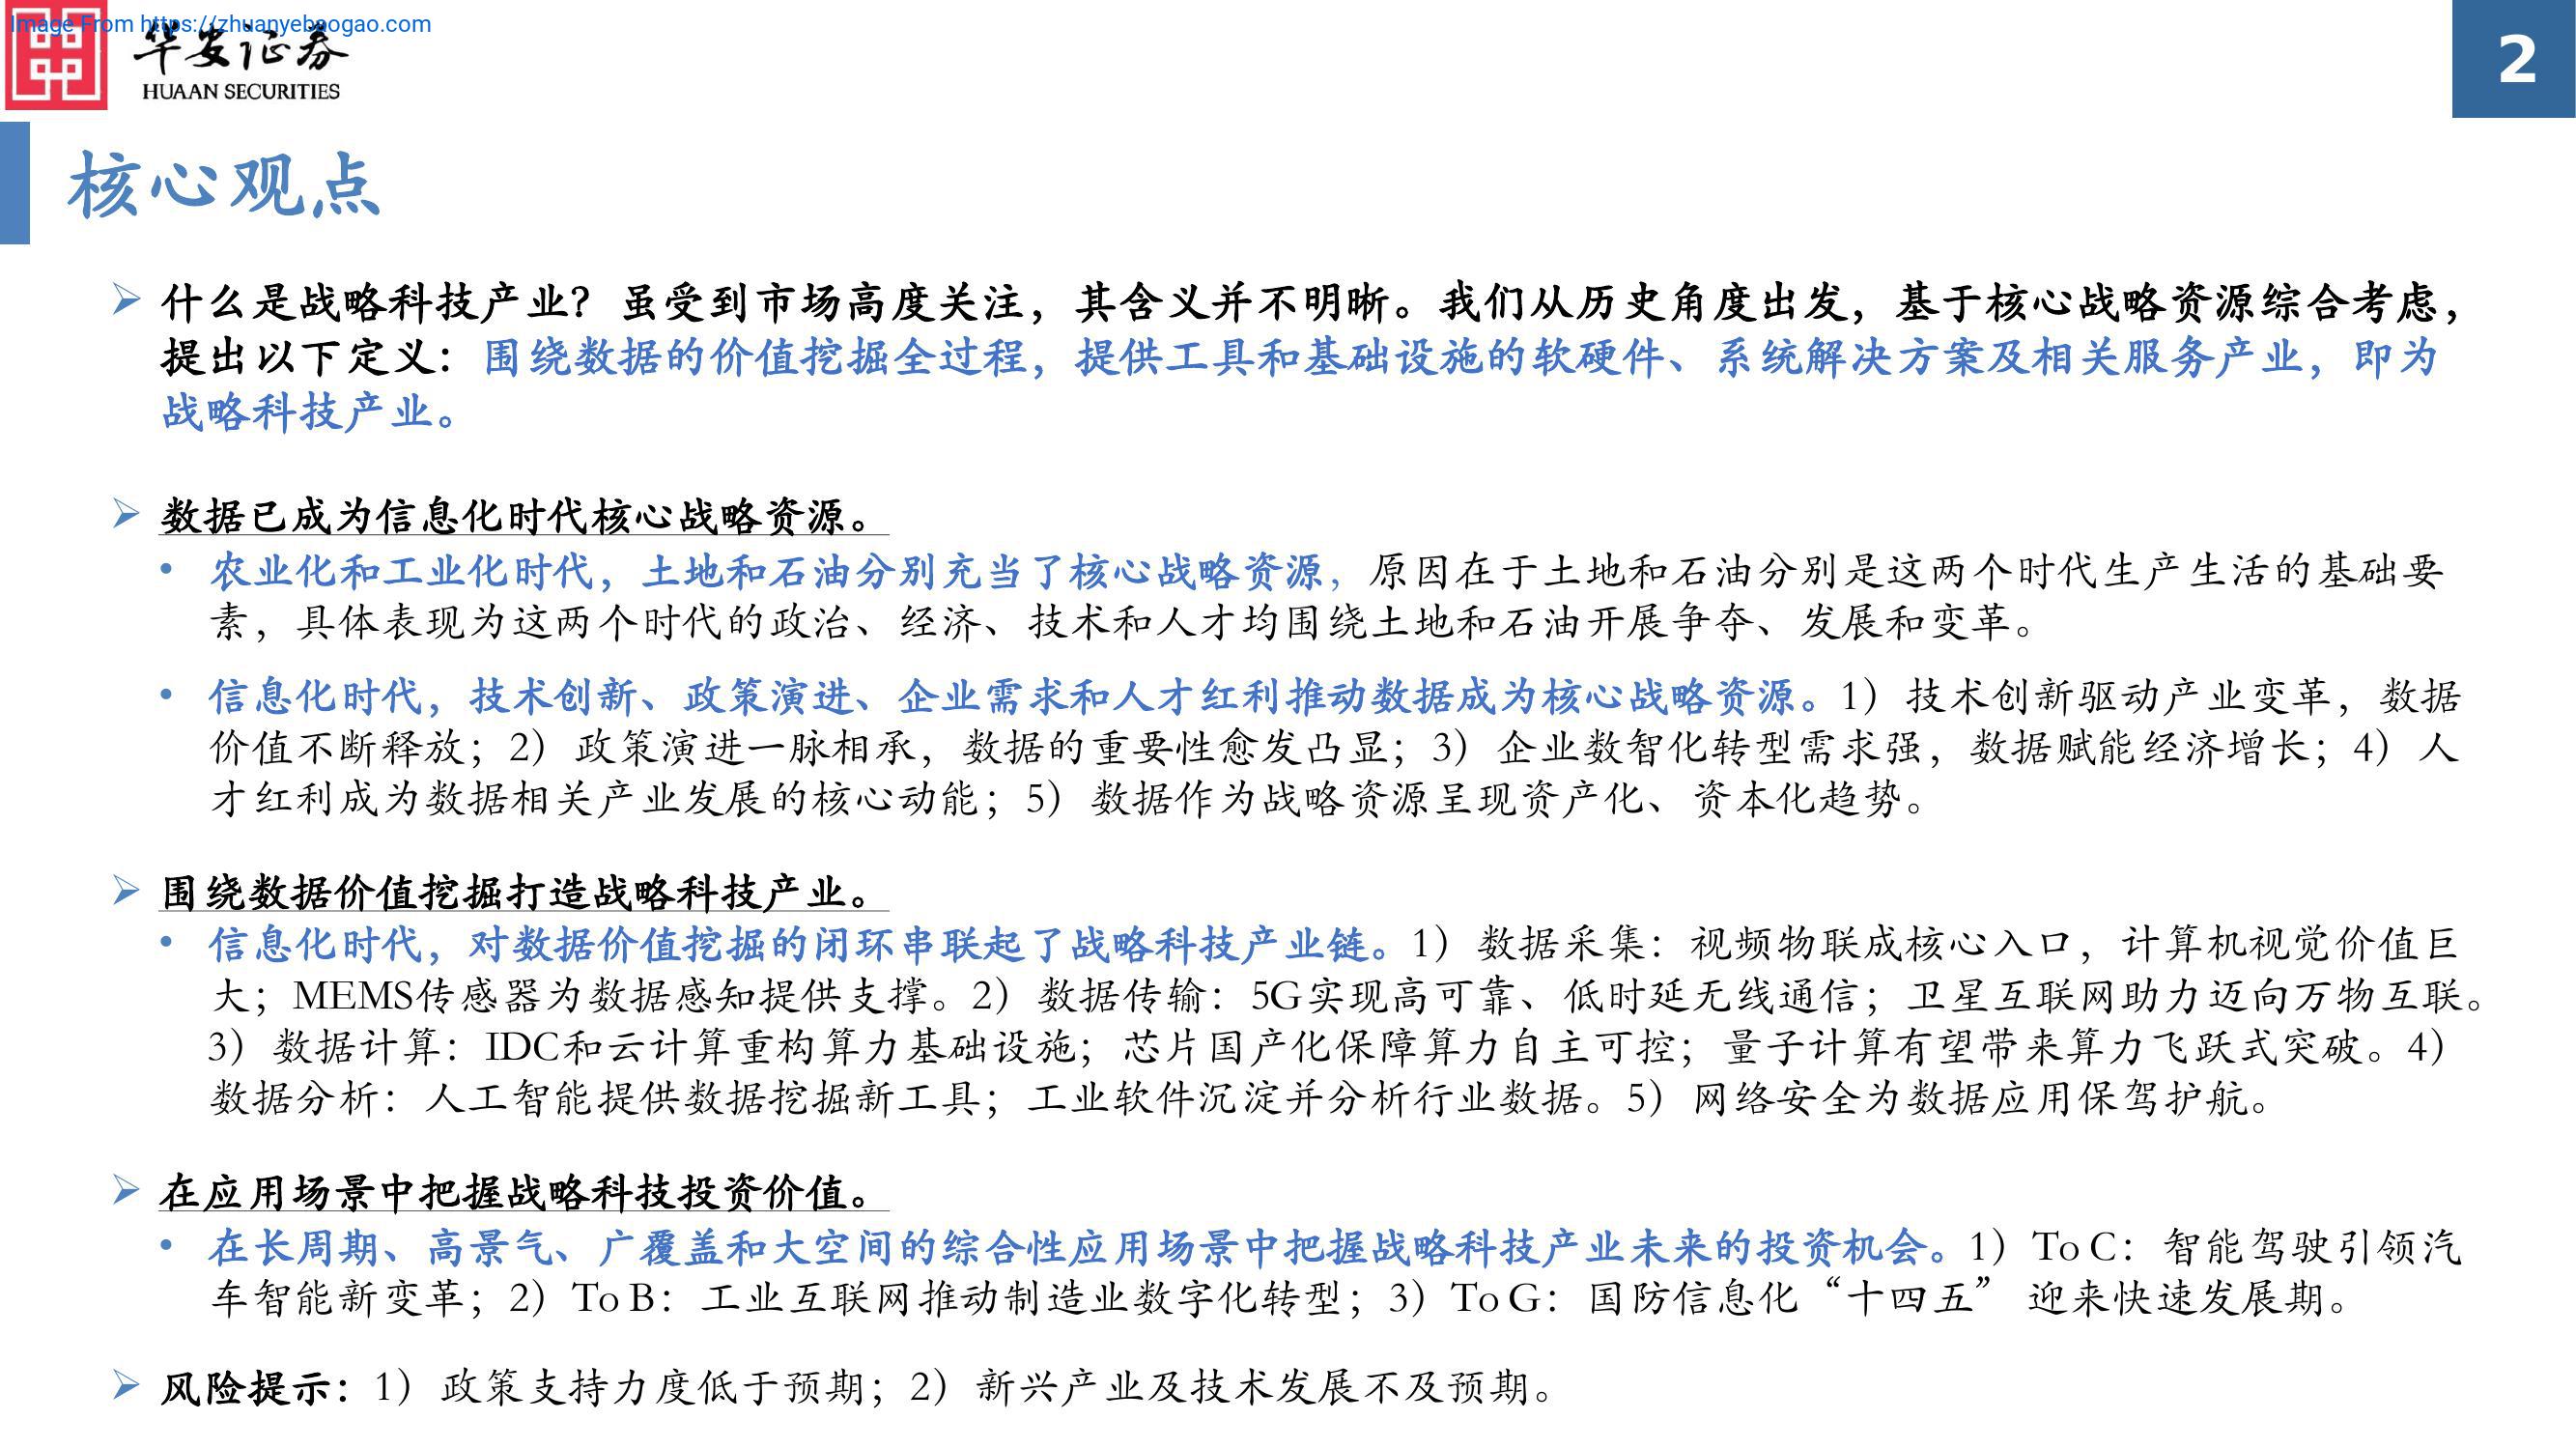 Image From https://zhuanyebaogao.com
华安证券
HUAAN SECURITIES
2
核心观点
什么是战略科技产业？虽受到市场高度关注，其含义并不明晰。我们从历史角度出发，基于核心战略资源综合考虑，
提出以下定义：围绕数据的价值挖掘全过程，提供工具和基础设施的软硬件、系统解决方案及相关服务产业，即为
战略科技产业。
数据已成为信息化时代核心战略资源。
• 农业化和工业化时代，土地和石油分别充当了核心战略资源，原因在于土地和石油分别是这两个时代生产生活的基础要
素，具体表现为这两个时代的政治、经济、技术和人才均围绕土地和石油开展争夺、发展和变革。
• 信息化时代，技术创新、政策演进、企业需求和人才红利推动数据成为核心战略资源。1）技术创新驱动产业变革，数据
价值不断释放；2）政策演进一脉相承，数据的重要性愈发凸显；3）企业数智化转型需求强，数据赋能经济增长；4）人
才红利成为数据相关产业发展的核心动能；5）数据作为战略资源呈现资产化、资本化趋势。
围绕数据价值挖掘打造战略科技产业。
• 信息化时代，对数据价值挖掘的闭环串联起了战略科技产业链。1）数据采集：视频物联成核心入口，计算机视觉价值巨
大；MEMS传感器为数据感知提供支撑。2）数据传输：5G实现高可靠、低时延无线通信；卫星互联网助力迈向万物互联。
3）数据计算：IDC和云计算重构算力基础设施；芯片国产化保障算力自主可控；量子计算有望带来算力飞跃式突破。4）
数据分析：人工智能提供数据挖掘新工具；工业软件沉淀并分析行业数据。5）网络安全为数据应用保驾护航。
在应用场景中把握战略科技投资价值。
• 在长周期、高景气、广覆盖和大空间的综合性应用场景中把握战略科技产业未来的投资机会。1）To C：智能驾驶引领汽
车智能新变革；2）To B：工业互联网推动制造业数字化转型；3）To G：国防信息化“十四五”迎来快速发展期。
风险提示：1）政策支持力度低于预期；2）新兴产业及技术发展不及预期。